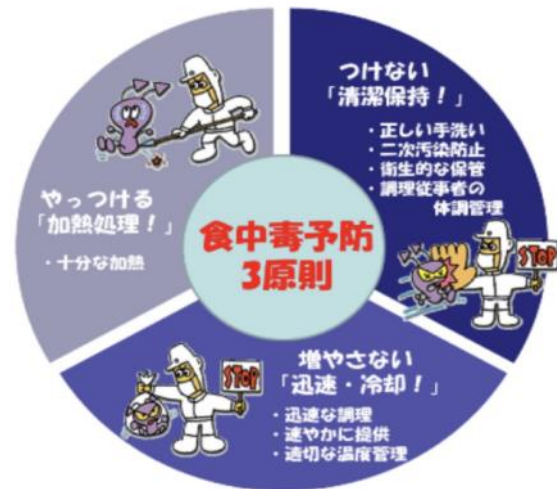 食中毒予防
3原則
つけない
「清潔保持！」
・正しい手洗い
・二次汚染防止
・衛生的な保管
・調理従事者の
体調管理
STOP
増やさない
「迅速・冷却！」
・迅速な調理
・速やかに提供
・適切な温度管理
STOP
やっつける
「加熱処理！」
・十分な加熱